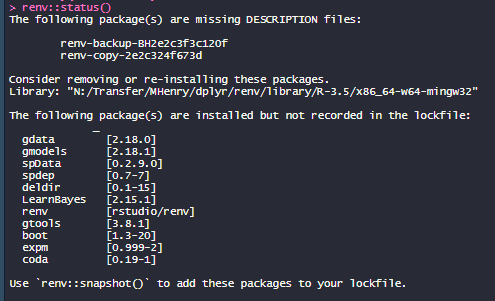 > renv::status()
The following package(s) are missing DESCRIPTION files:
renv-backup-BH2e2c3f3c120f
renv-copy-2e2c324f673d
Consider removing or re-installing these packages.
Library: "N:/Transfer/MHenry/dplyr/renv/library/R-3.5/x86_64-w64-mingw32"
The following package(s) are installed but not recorded in the lockfile:
_
gdata [2.18.0]
gmodels [2.18.1]
spData [0.2.9.0]
spdep [0.7-7]
deldir [0.1-15]
LearnBayes [2.15.1]
renv [rstudio/renv]
gtools [3.8.1]
boot [1.3-20]
expm [0.999-2]
coda [0.19-1]
Use `renv::snapshot()` to add these packages to your lockfile.